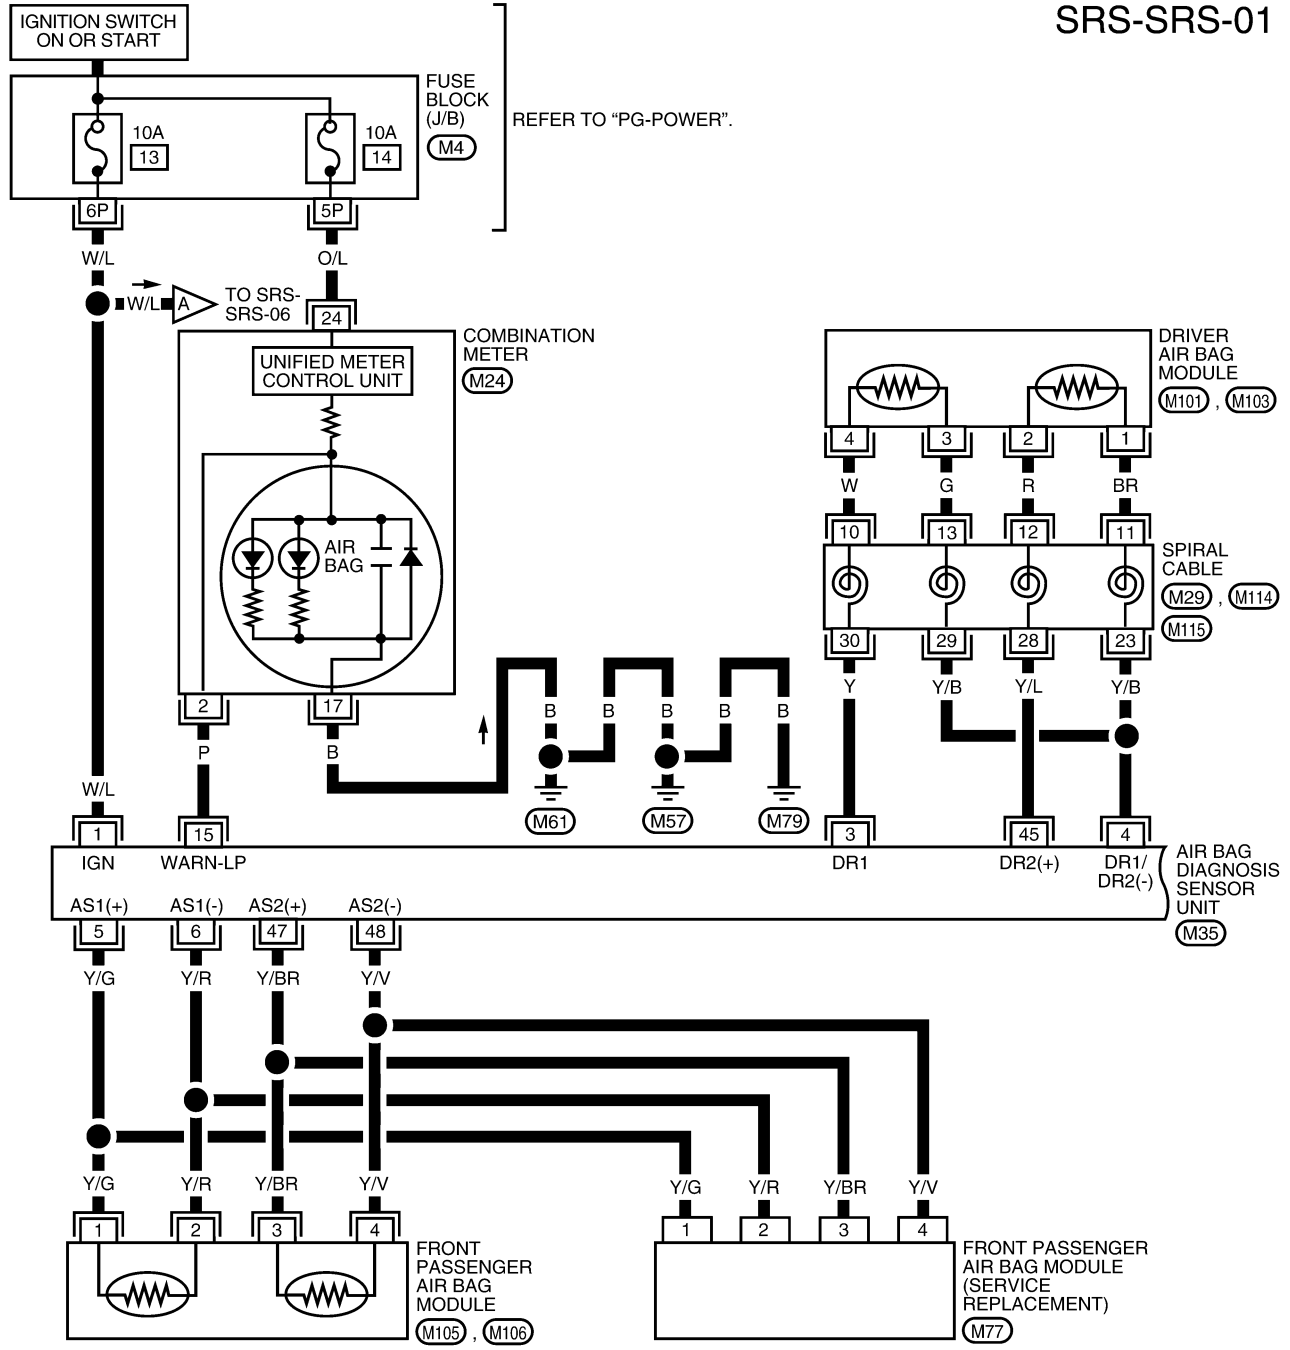 SRS-SRS-01
IGNITION SWITCH
ON OR START
FUSE
BLOCK
(J/B)
M4
REFER TO “PG-POWER”.
10A
13
10A
14
6P
5P
W/L
O/L
W/L
A
TO SRS-
SRS-06
24
COMBINATION
METER
M24
UNIFIED METER
CONTROL UNIT
AIR
BAG
DRIVER
AIR BAG
MODULE
M101 , M103
4 3 2 1
W G R BR
10 13 12 11
SPIRAL
CABLE
M29 , M114
M115
30 29 28 23
Y Y/B Y/L Y/B
2 17
P B
B B B B B
W/L
M61 M57 M79
1 15 3 45 4
IGN WARN-LP DR1 DR2(+) DR1/
DR2(-)
AIR BAG
DIAGNOSIS
SENSOR
UNIT
M35
AS1(+) AS1(-) AS2(+) AS2(-)
5 6 47 48
Y/G Y/R Y/BR Y/V
Y/G Y/R Y/BR Y/V
Y/G Y/R Y/BR Y/V
1 2 3 4
1 2 3 4
FRONT
PASSENGER
AIR BAG
MODULE
M105 , M106
FRONT PASSENGER
AIR BAG MODULE
(SERVICE
REPLACEMENT)
M77